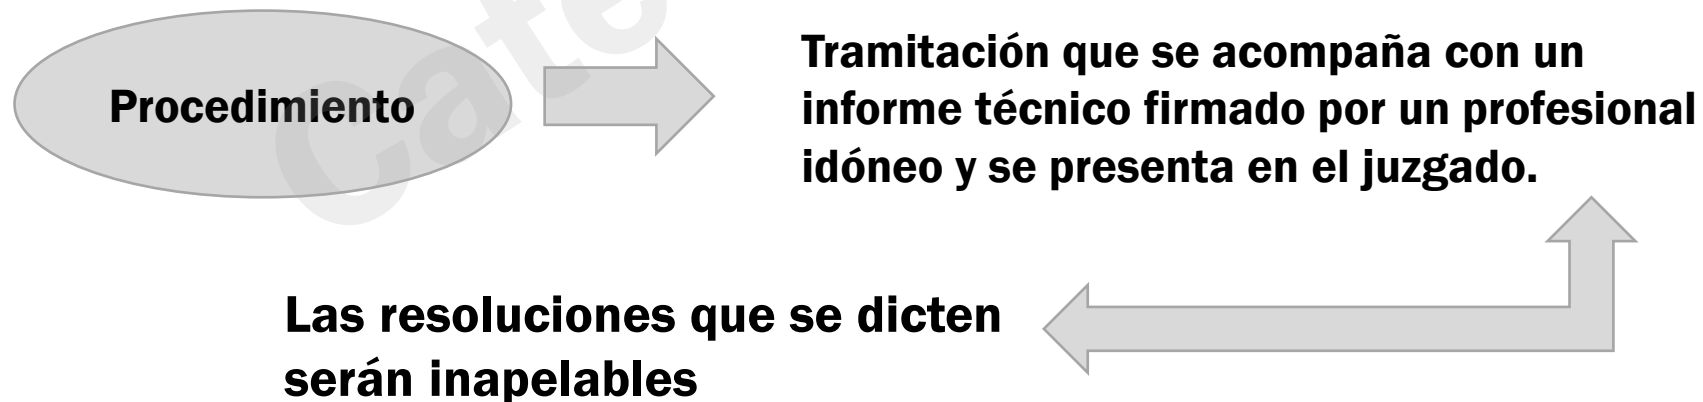 Procedimiento
Tramitación que se acompaña con un
informe técnico firmado por un profesional
idóneo y se presenta en el juzgado.
Las resoluciones que se dicten
serán inapelables
Cate